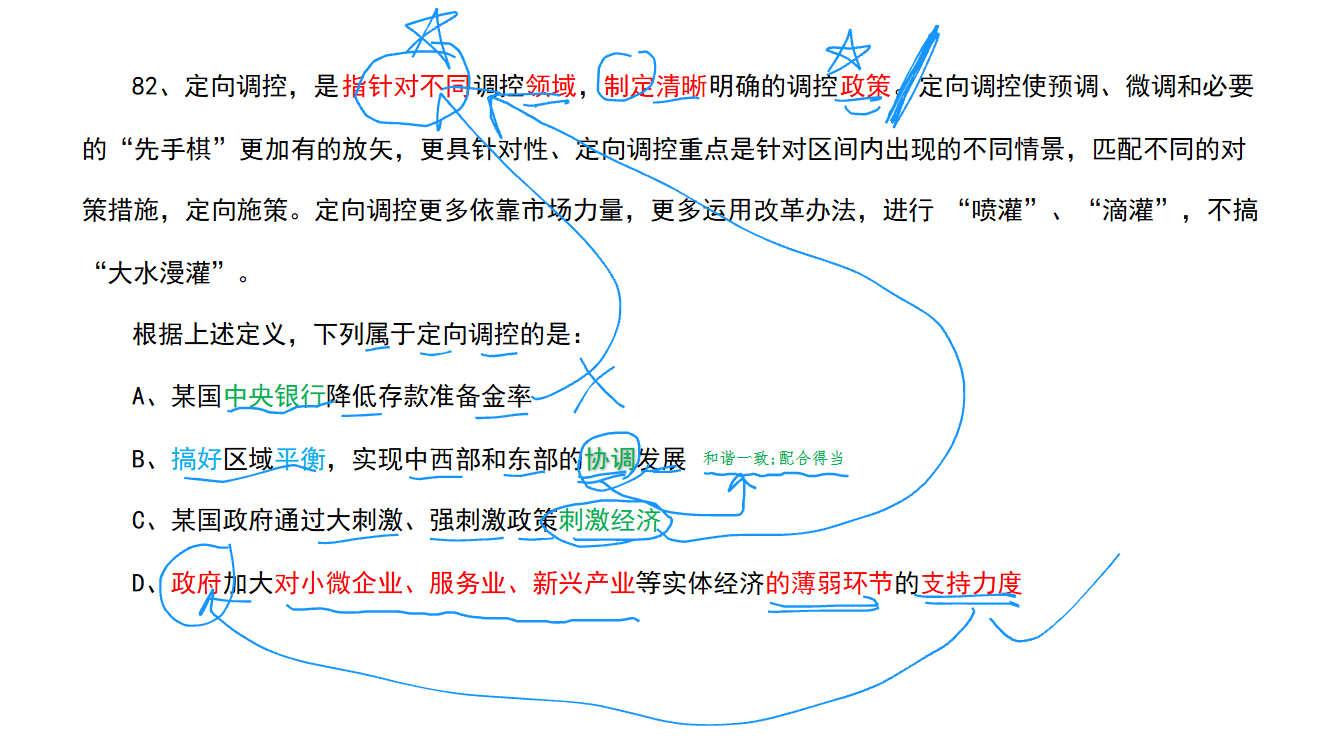 82、定向调控，是指针对不同调控领域，制定清晰明确的调控政策。定向调控使预调、微调和必要
的“先手棋”更加有的放矢，更具针对性、定向调控重点是针对区间内出现的不同情景，匹配不同的对
策措施，定向施策。定向调控更多依靠市场力量，更多运用改革办法，进行 “喷灌”、“滴灌”，不搞
“大水漫灌”。
根据上述定义，下列属于定向调控的是：
A、某国中央银行降低存款准备金率
B、搞好区域平衡，实现中西部和东部的协调发展 和谐一致;配合得当
C、某国政府通过大刺激、强刺激政策刺激经济
D、政府加大对小微企业、服务业、新兴产业等实体经济的薄弱环节的支持力度